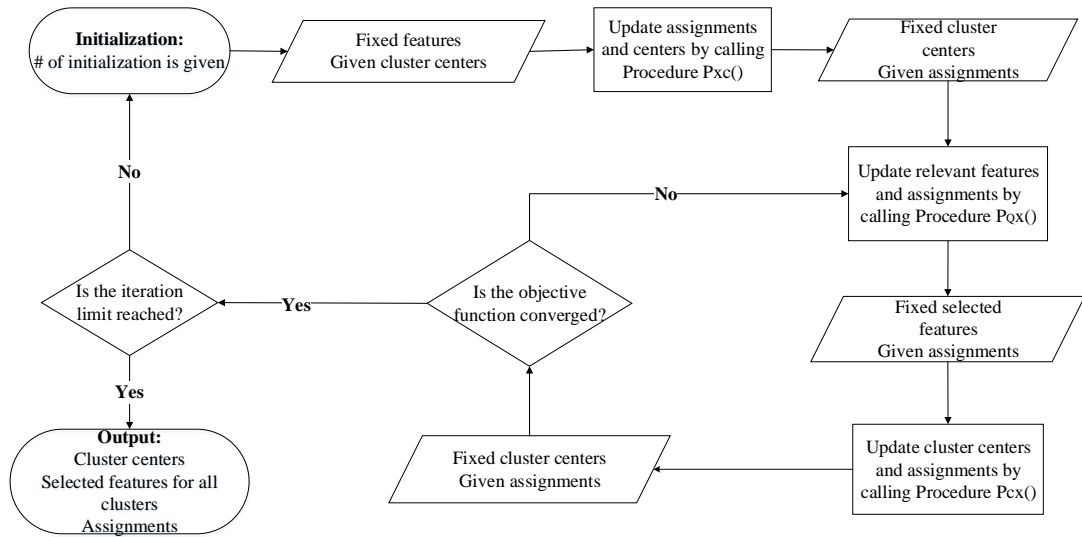 Initialization:
# of initialization is given
Fixed features
Given cluster centers
Update assignments
and centers by calling
Procedure Pxc()
Fixed cluster
centers
Given assignments
No
Update relevant features
and assignments by
calling Procedure PQx()
No
Is the iteration
limit reached?
Yes
Is the objective
function converged?
Fixed selected
features
Given assignments
Yes
Output:
Cluster centers
Selected features for all
clusters
Assignments
Fixed cluster centers
Given assignments
Update cluster centers
and assignments by
calling Procedure Pcx()